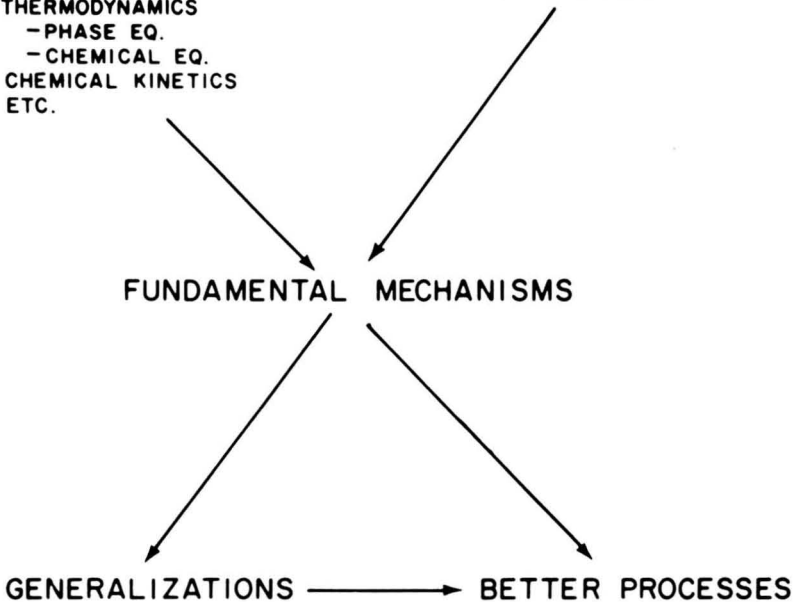 THERMODYNAMICS
-PHASE EQ.
-CHEMICAL EQ.
CHEMICAL KINETICS
ETC.
FUNDAMENTAL MECHANISMS
GENERALIZATIONS
BETTER PROCESSES